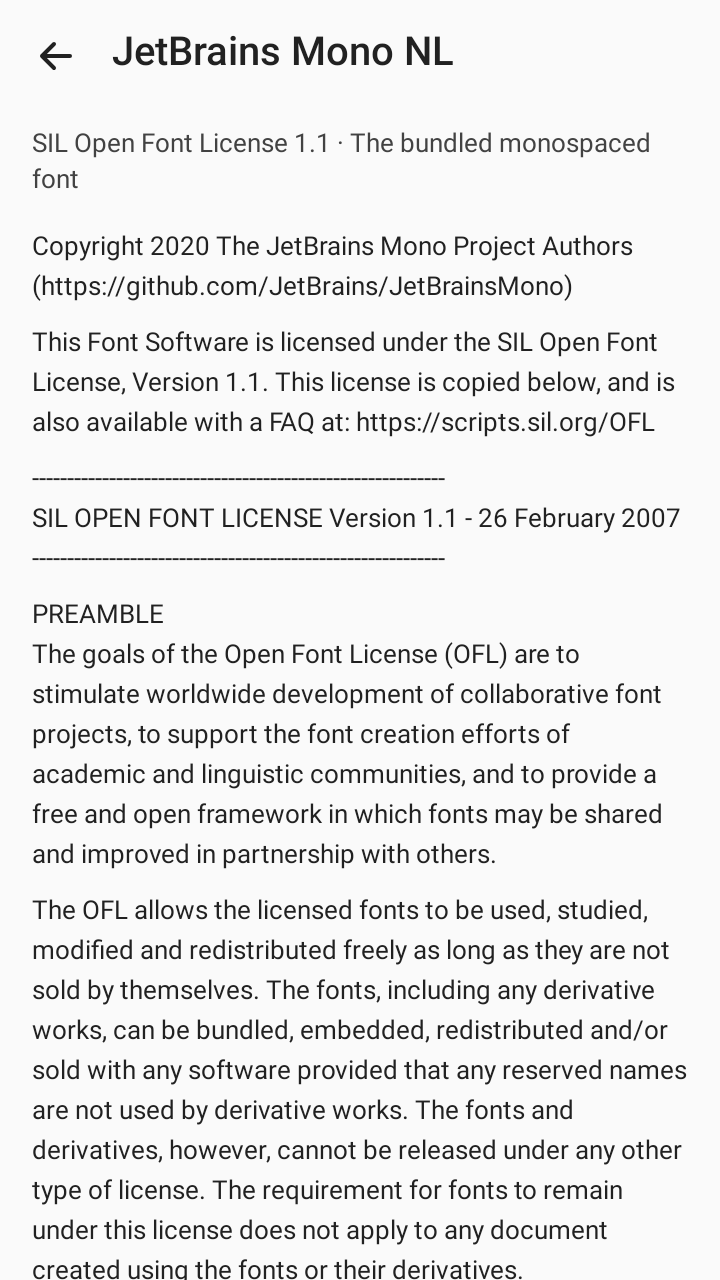 JetBrains Mono NL
SIL Open Font License 1.1 · The bundled monospaced
font
Copyright 2020 The JetBrains Mono Project Authors
(https://github.com/JetBrains/JetBrainsMono)
This Font Software is licensed under the SIL Open Font
License, Version 1.1. This license is copied below, and is
also available with a FAQ at: https://scripts.sil.org/OFL
-----------------------------------------------------------
SIL OPEN FONT LICENSE Version 1.1 - 26 February 2007
-----------------------------------------------------------
PREAMBLE
The goals of the Open Font License (OFL) are to
stimulate worldwide development of collaborative font
projects, to support the font creation efforts of
academic and linguistic communities, and to provide a
free and open framework in which fonts may be shared
and improved in partnership with others.
The OFL allows the licensed fonts to be used, studied,
modified and redistributed freely as long as they are not
sold by themselves. The fonts, including any derivative
works, can be bundled, embedded, redistributed and/or
sold with any software provided that any reserved names
are not used by derivative works. The fonts and
derivatives, however, cannot be released under any other
type of license. The requirement for fonts to remain
under this license does not apply to any document
created using the fonts or their derivatives.